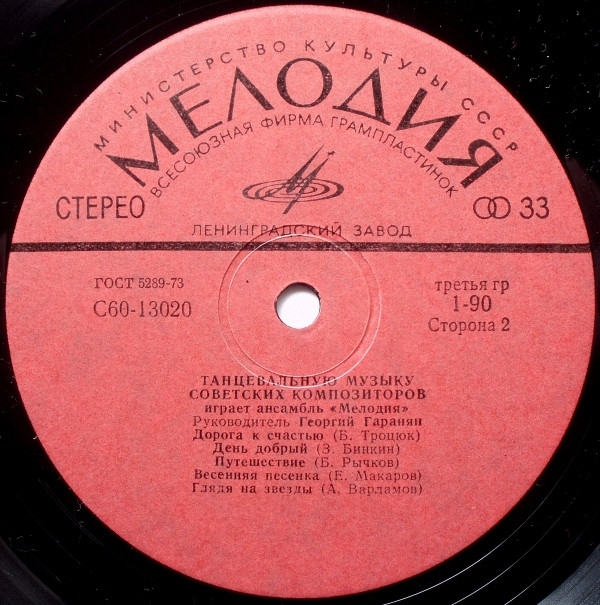 МИНИСТЕРСТВО КУЛЬТУРЫ СССР
МЕЛОДИЯ
ВСЕСОЮЗНАЯ ФИРМА ГРАМПЛАСТИНОК
СТЕРЕО
33
ЛЕНИНГРАДСКИЙ ЗАВОД
ГОСТ 5289-73
С60-13020
третья гр
1-90
Сторона 2
ТАНЦЕВАЛЬНУЮ МУЗЫКУ
СОВЕТСКИХ КОМПОЗИТОРОВ
играет ансамбль «Мелодия»
Руководитель Георгий Гаранян
Дорога к счастью (Б. Троцюк)
День добрый (З. Бинкин)
Путешествие (Б. Рычков)
Весенняя песенка (Е. Макаров)
Глядя на звезды (А. Варламов)